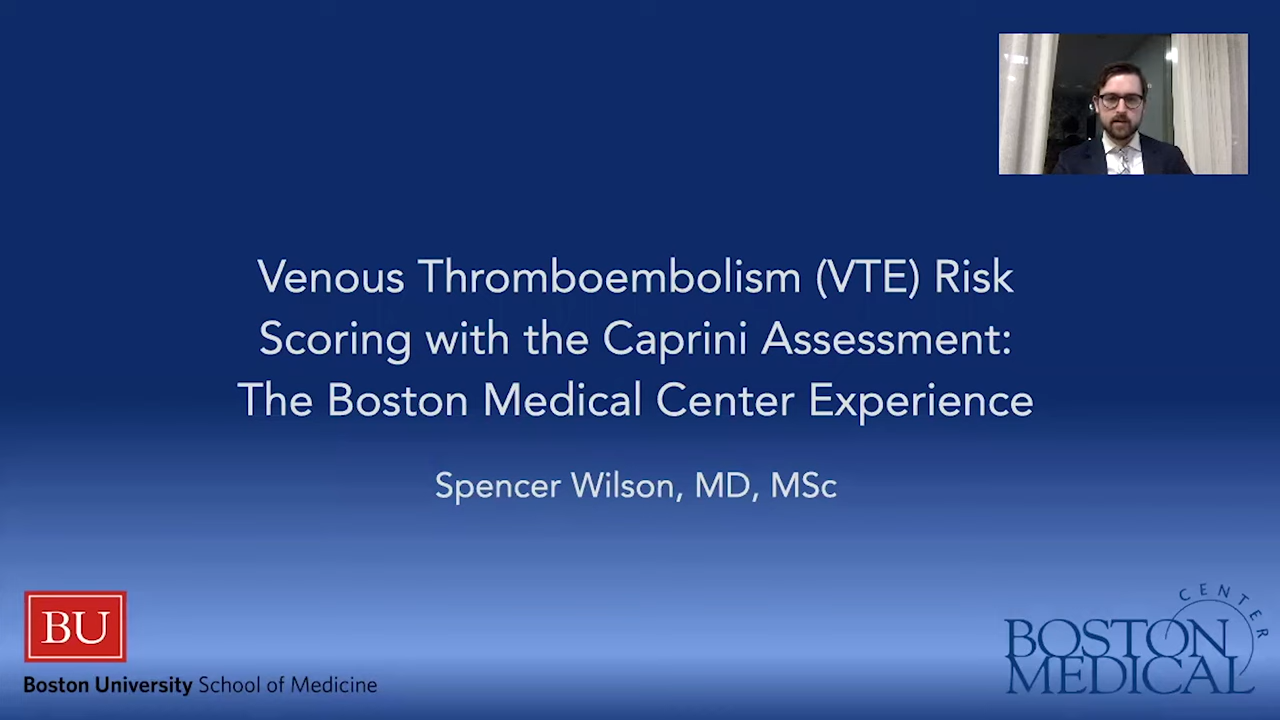 Venous Thromboembolism (VTE) Risk
Scoring with the Caprini Assessment:
The Boston Medical Center Experience
Spencer Wilson, MD, MSc
BU
Boston University School of Medicine
CENTER
BOSTON
MEDICAL